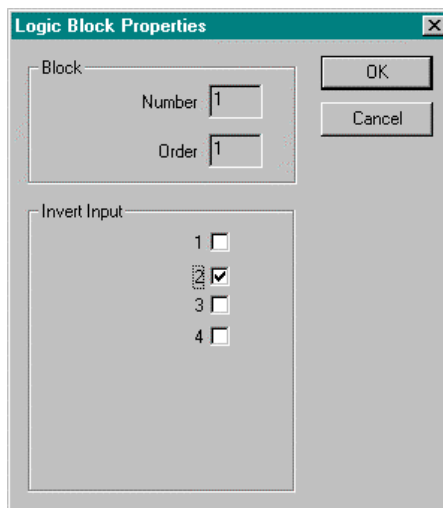 Logic Block Properties
Block
Number 1
Order 1
OK
Cancel
Invert Input
1
2
3
4